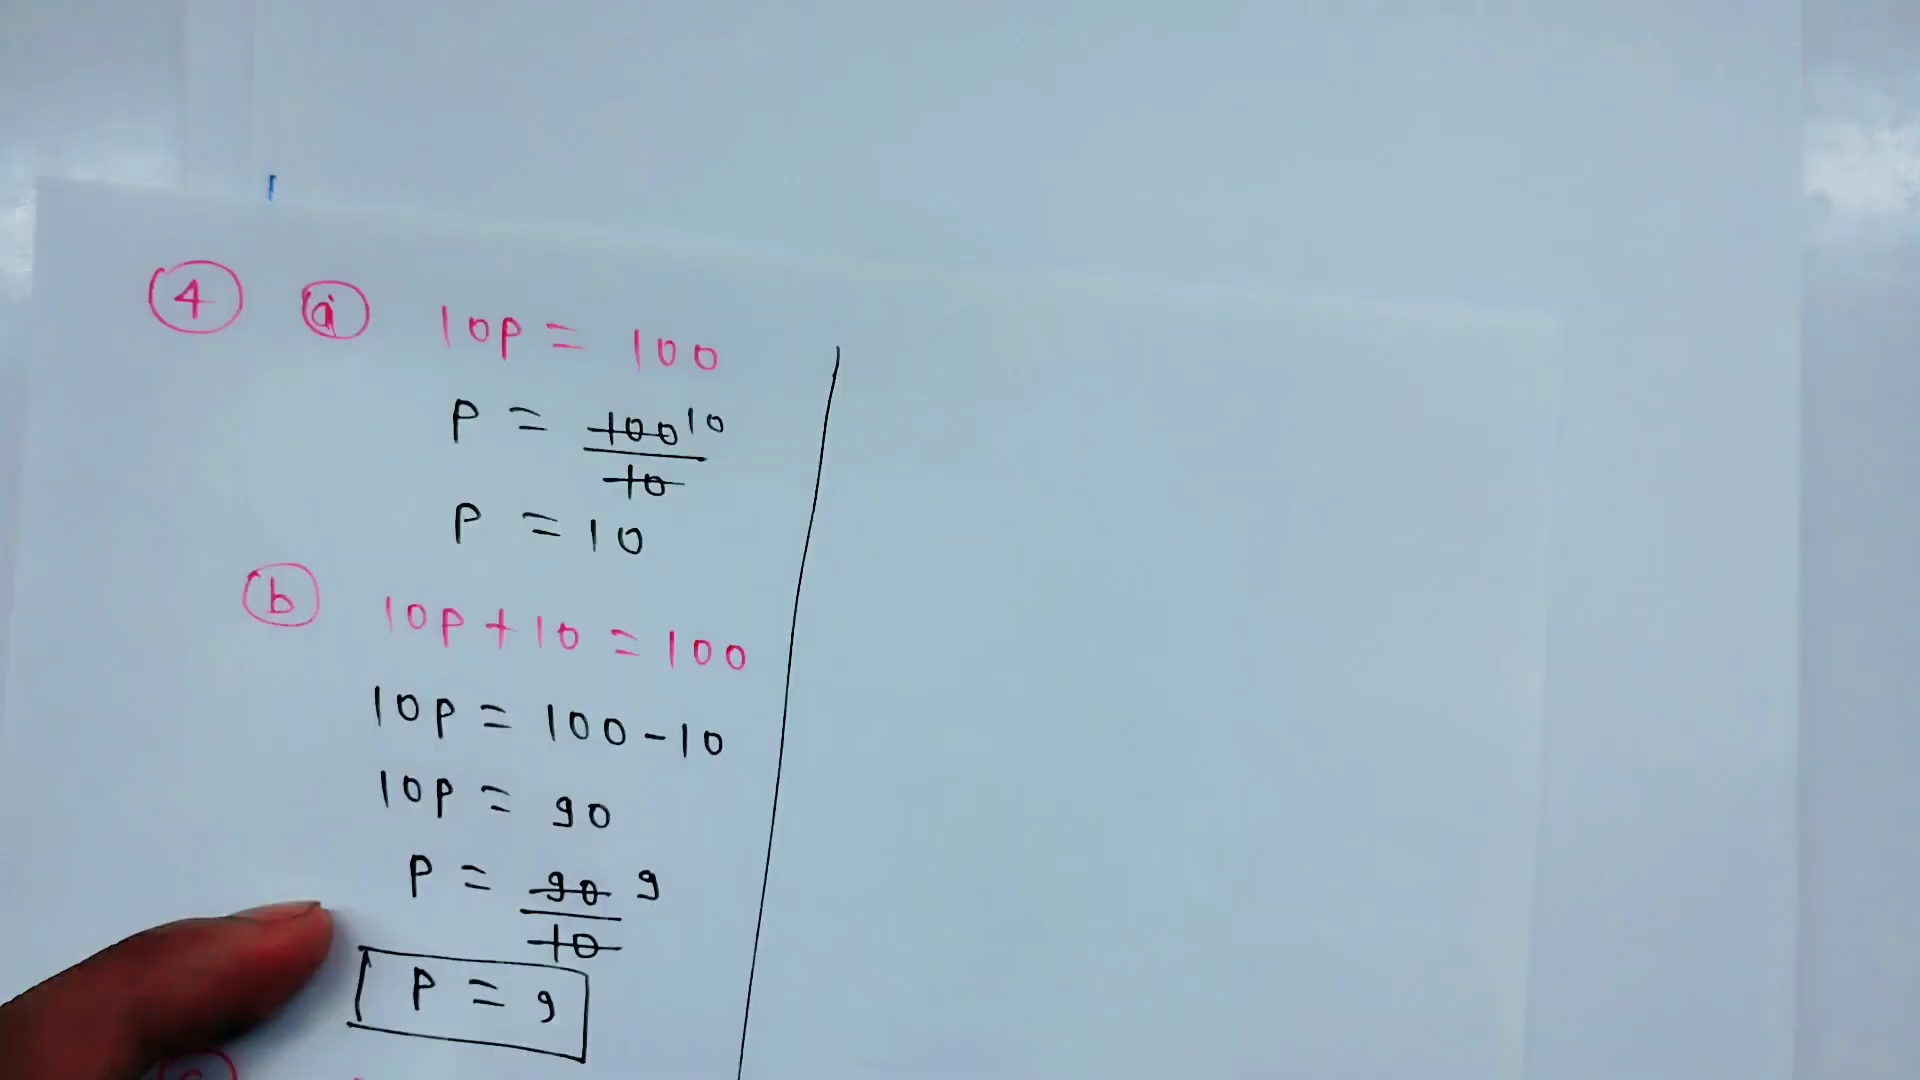 4 a 10p = 100
P = 100 10
10
P = 10
b 10p + 10 = 100
10p = 100 - 10
10p = 90
P = 90 9
10
P = 9
c